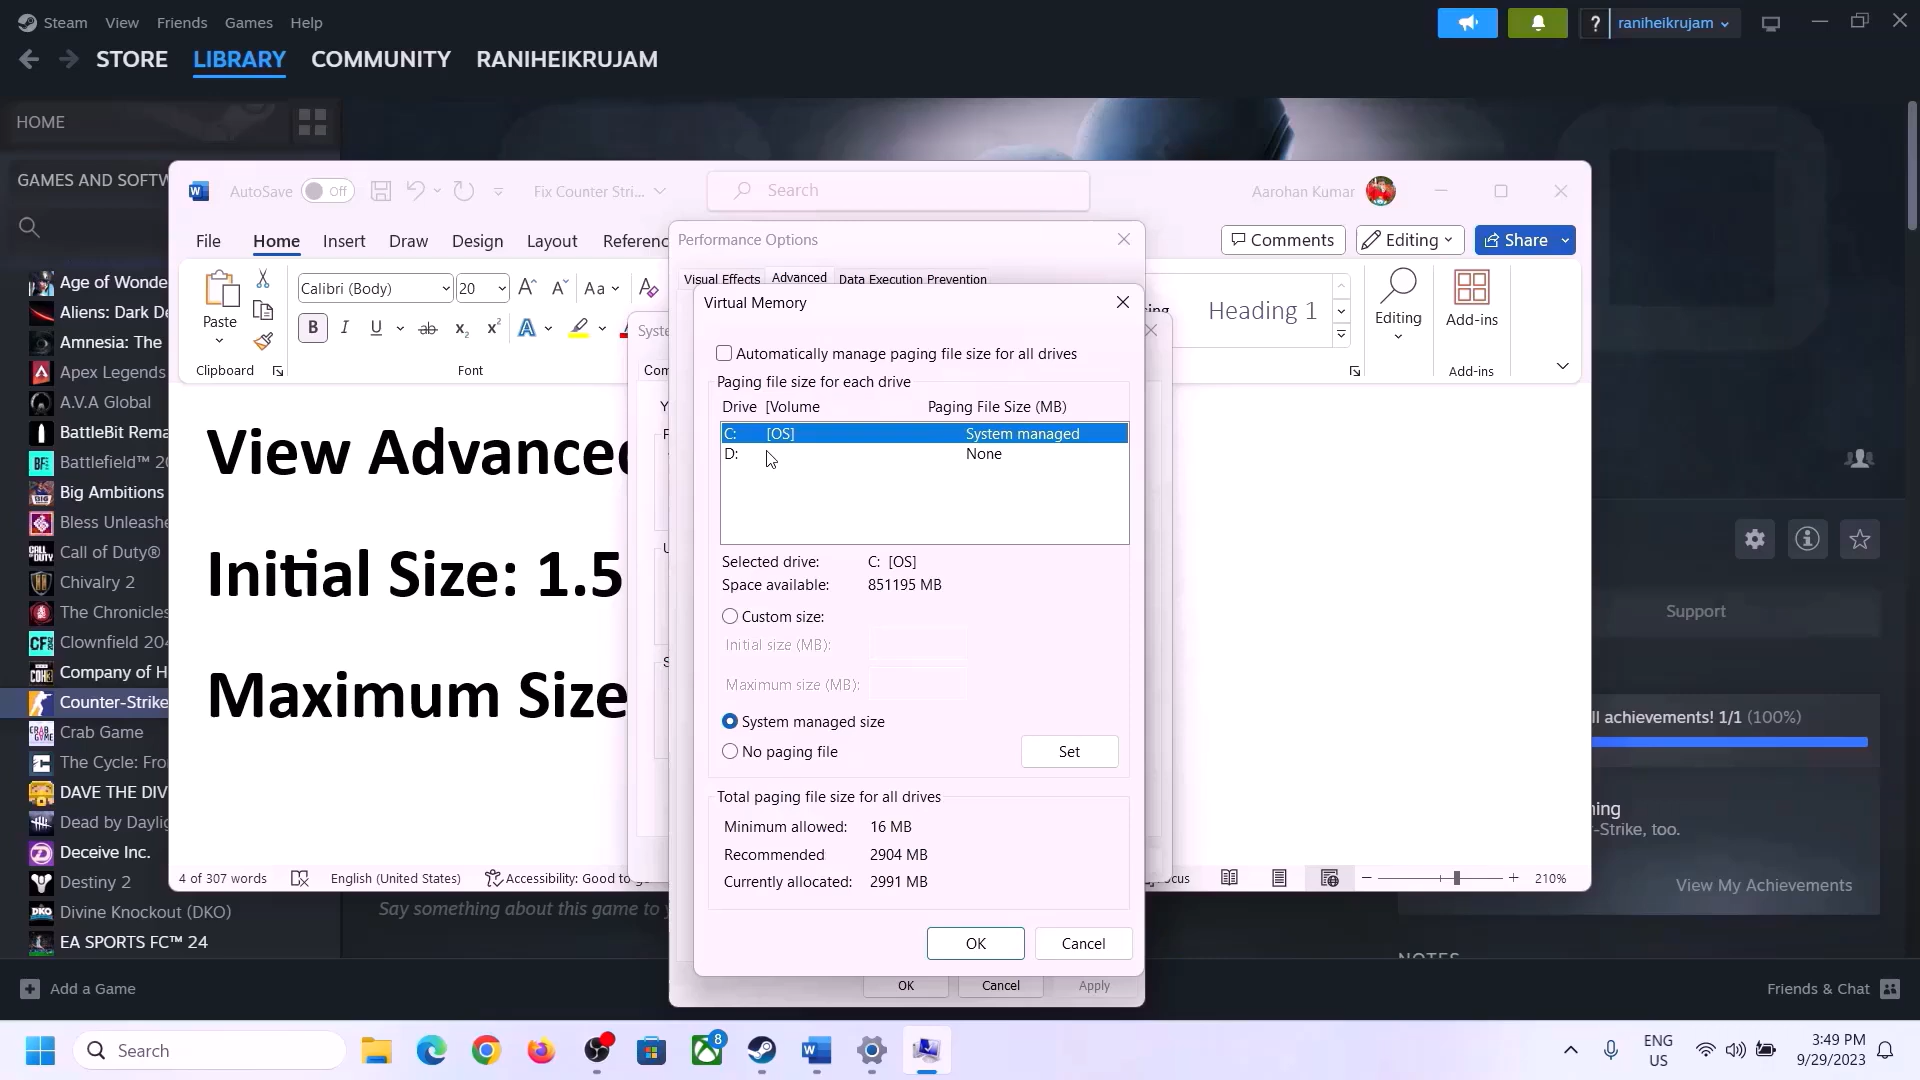 Steam View Friends Games Help
? raniheikrujam
STORE LIBRARY COMMUNITY RANIHEIKRUJAM
HOME
GAMES AND SOFTW
Age of Wonde
Aliens: Dark De
Amnesia: The
Apex Legends
A.V.A Global
BattleBit Rema
Battlefield™ 20
Big Ambitions
Bless Unleashe
Call of Duty®
Chivalry 2
The Chronicles
Clownfield 204
Company of H
Counter-Strike
Crab Game
The Cycle: Fro
DAVE THE DIV
Dead by Daylig
Deceive Inc.
Destiny 2
Divine Knockout (DKO)
EA SPORTS FC™ 24
Add a Game
AutoSave Off Fix Counter Stri... Search Aarohan Kumar
File Home Insert Draw Design Layout Referenc
Comments Editing Share
Paste
Clipboard
Calibri (Body) 20
Aa
B I U ab x₂ x² A
Font
Heading 1
Editing
Add-ins
Add-ins
View Advanced
Initial Size: 1.5
Maximum Size
4 of 307 words English (United States) Accessibility: Good to g
210%
Performance Options
Visual Effects Advanced Data Execution Prevention
Syste
Com
Virtual Memory
Automatically manage paging file size for all drives
Paging file size for each drive
Drive [Volume Paging File Size (MB)
C: [OS] System managed
D: None
Selected drive: C: [OS]
Space available: 851195 MB
Custom size:
Initial size (MB):
Maximum size (MB):
System managed size
No paging file
Set
Total paging file size for all drives
Minimum allowed: 16 MB
Recommended 2904 MB
Currently allocated: 2991 MB
OK Cancel
OK Cancel Apply
Support
ll achievements! 1/1 (100%)
-Strike, too.
View My Achievements
Say something about this game to y
NOTES
Friends & Chat
Search
8
ENG
US
3:49 PM
9/29/2023